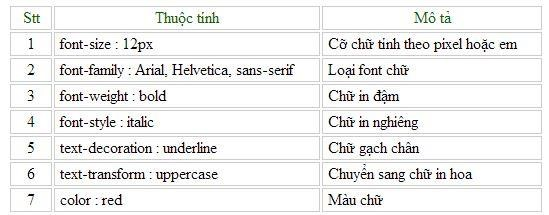 Stt Thuộc tính Mô tả
1 font-size : 12px Cỡ chữ tính theo pixel hoặc em
2 font-family : Arial, Helvetica, sans-serif Loại font chữ
3 font-weight : bold Chữ in đậm
4 font-style : italic Chữ in nghiêng
5 text-decoration : underline Chữ gạch chân
6 text-transform : uppercase Chuyển sang chữ in hoa
7 color : red Màu chữ